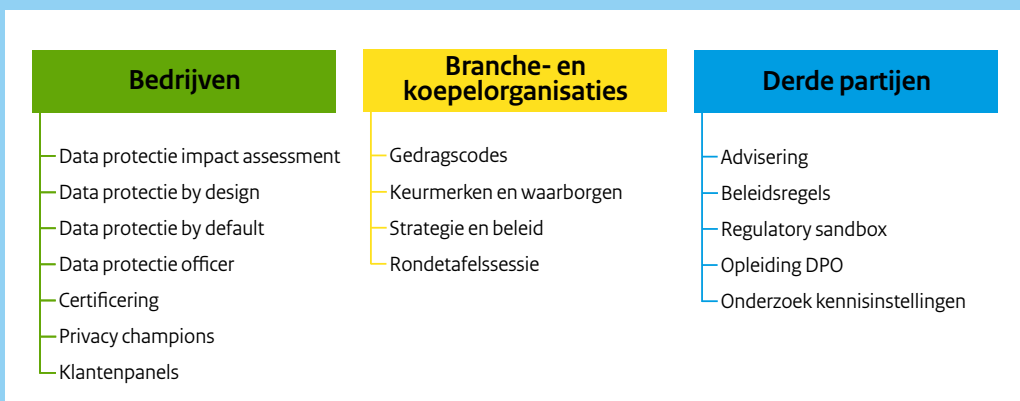 Bedrijven
Data protectie impact assessment
Data protectie by design
Data protectie by default
Data protectie officer
Certificering
Privacy champions
Klantenpanels
Branche- en
koepelorganisaties
Gedragscodes
Keurmerken en waarborgen
Strategie en beleid
Rondetafelssessie
Derde partijen
Advisering
Beleidsregels
Regulatory sandbox
Opleiding DPO
Onderzoek kennisinstellingen